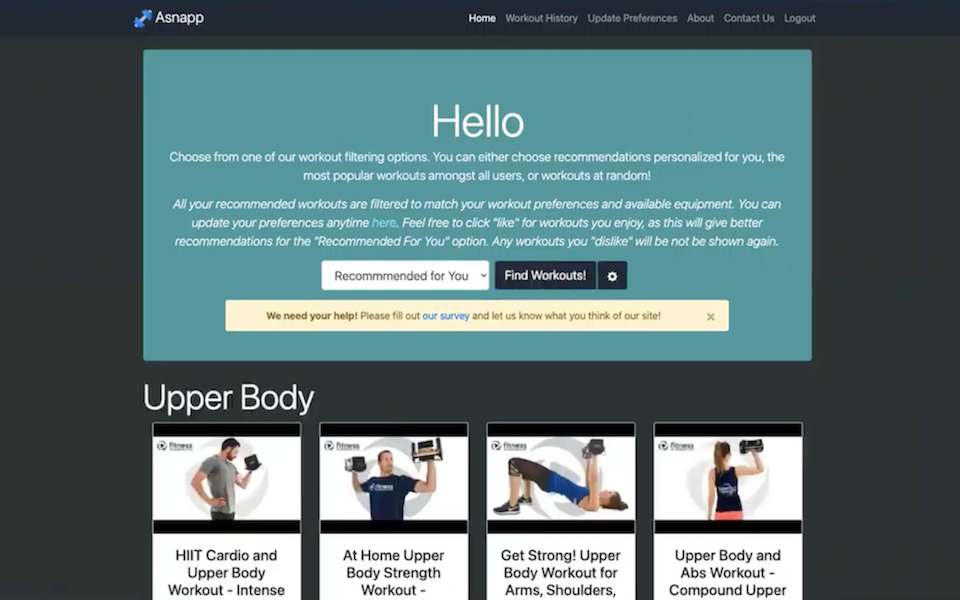 Asnapp
Home Workout History Update Preferences About Contact Us Logout
Hello
Choose from one of our workout filtering options. You can either choose recommendations personalized for you, the
most popular workouts amongst all users, or workouts at random!
All your recommended workouts are filtered to match your workout preferences and available equipment. You can
update your preferences anytime here. Feel free to click "like" for workouts you enjoy, as this will give better
recommendations for the "Recommended For You" option. Any workouts you "dislike" will be not be shown again.
Recommmended for You Find Workouts!
We need your help! Please fill out our survey and let us know what you think of our site! ×
Upper Body
fitness fitness fitness fitness
HIIT Cardio and
Upper Body
Workout - Intense
At Home Upper
Body Strength
Workout -
Get Strong! Upper
Body Workout for
Arms, Shoulders,
Upper Body and
Abs Workout -
Compound Upper